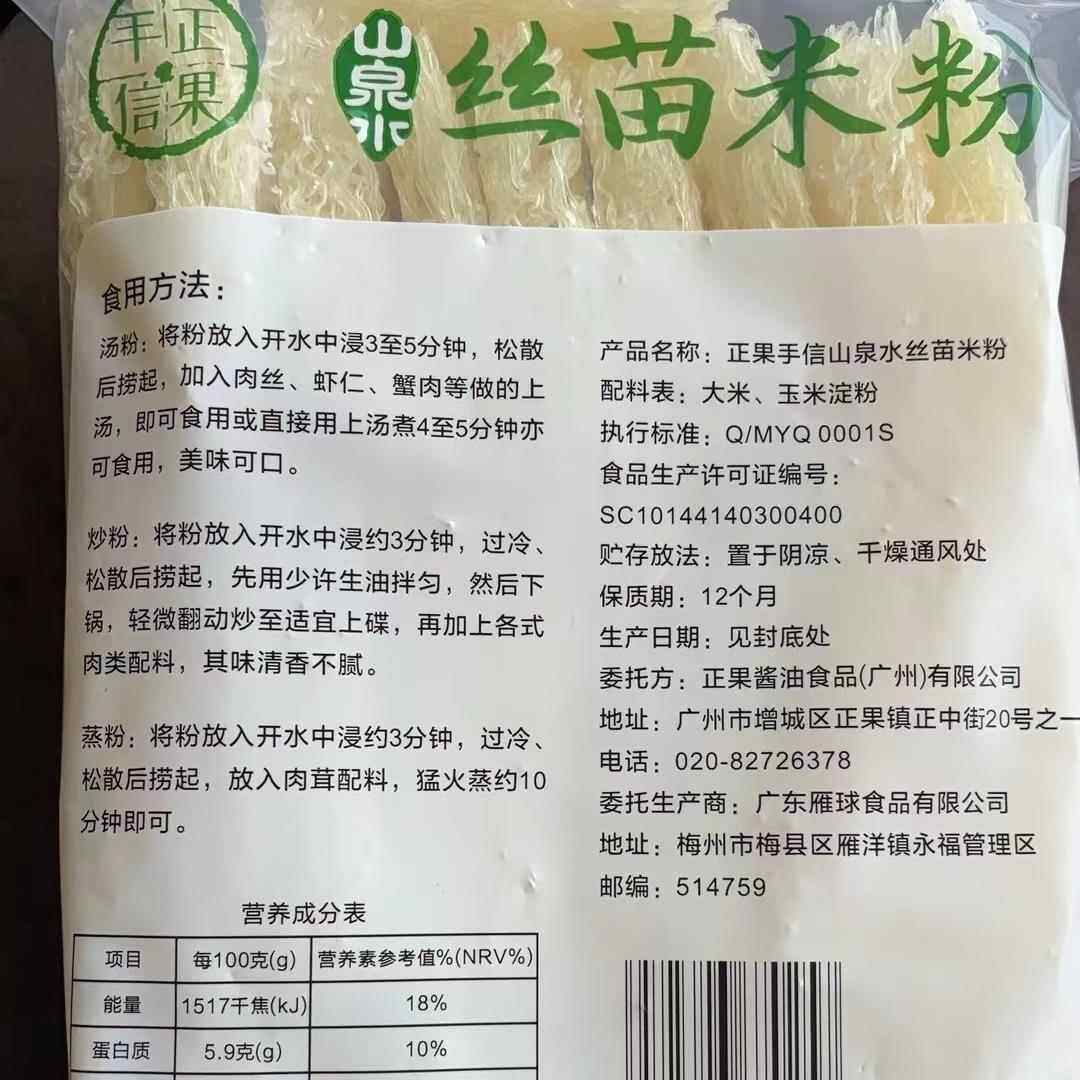 正果
手信
山泉水
丝苗米粉
食用方法：
汤粉：将粉放入开水中浸3至5分钟，松散
后捞起，加入肉丝、虾仁、蟹肉等做的上
汤，即可食用或直接用上汤煮4至5分钟亦
可食用，美味可口。
炒粉：将粉放入开水中浸约3分钟，过冷、
松散后捞起，先用少许生油拌匀，然后下
锅，轻微翻动炒至适宜上碟，再加上各式
肉类配料，其味清香不腻。
蒸粉：将粉放入开水中浸约3分钟，过冷、
松散后捞起，放入肉茸配料，猛火蒸约10
分钟即可。
营养成分表
项目 每100克(g) 营养素参考值%(NRV%)
能量 1517千焦(kJ) 18%
蛋白质 5.9克(g) 10%
产品名称：正果手信山泉水丝苗米粉
配料表：大米、玉米淀粉
执行标准：Q/MYQ 0001S
食品生产许可证编号：
SC10144140300400
贮存放法：置于阴凉、干燥通风处
保质期：12个月
生产日期：见封底处
委托方：正果酱油食品(广州)有限公司
地址：广州市增城区正果镇正中街20号之一
电话：020-82726378
委托生产商：广东雁球食品有限公司
地址：梅州市梅县区雁洋镇永福管理区
邮编：514759